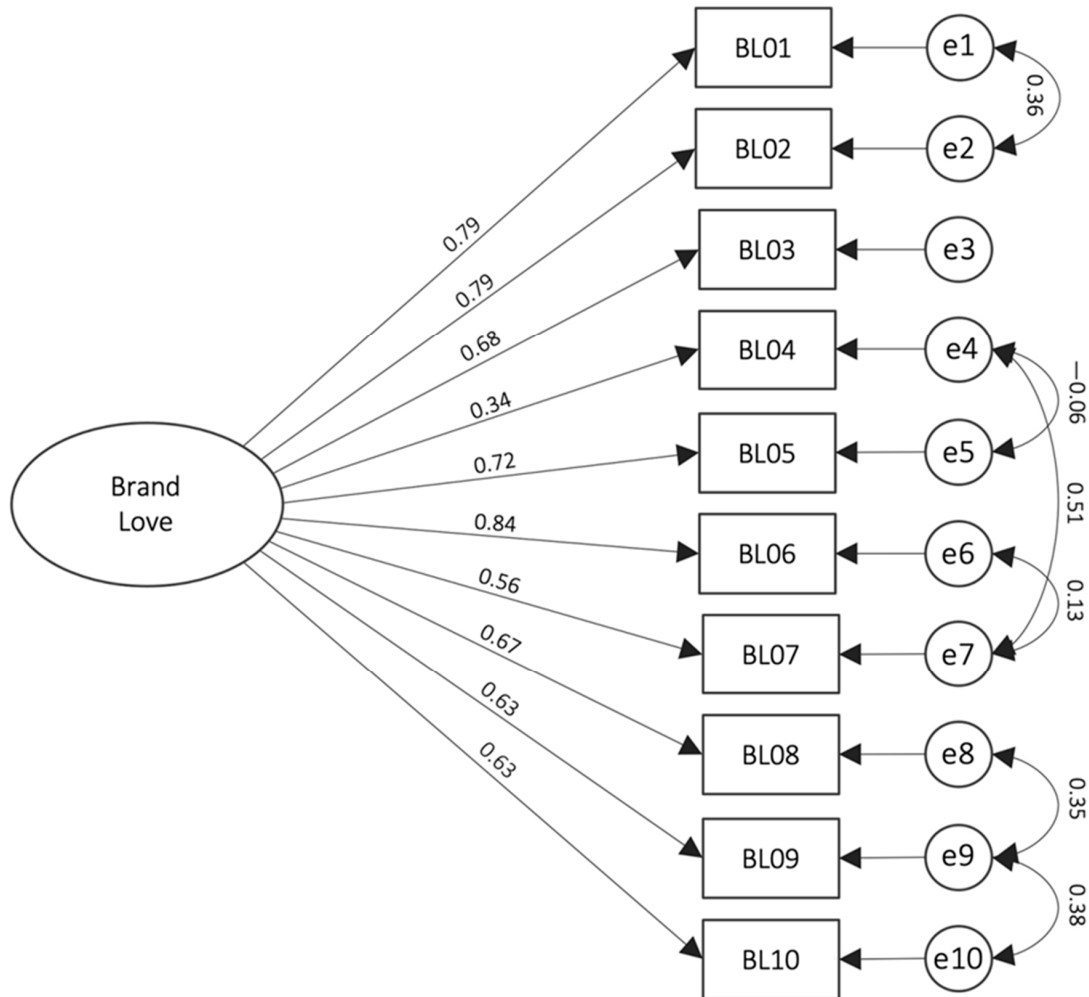 BL01
e1
0.36
BL02
e2
BL03
e3
BL04
e4
—0.06
BL05
e5
0.51
BL06
e6
0.13
BL07
e7
BL08
e8
0.35
BL09
e9
0.38
BL10
e10
0.79
0.79
0.68
0.34
0.72
0.84
0.56
0.67
0.63
0.63
Brand
Love